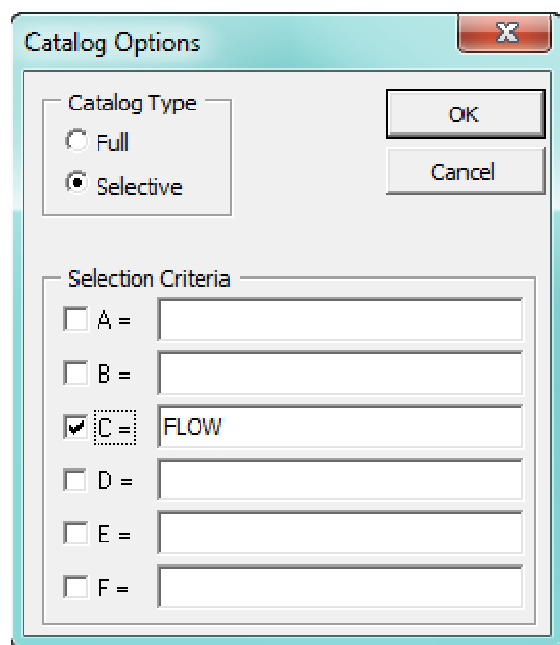 Catalog Options
Catalog Type
Full
Selective
OK
Cancel
Selection Criteria
A =
B =
C = FLOW
D =
E =
F =